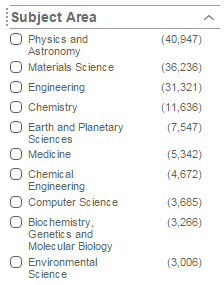 Subject Area
Physics and (40,947)
Astronomy
Materials Science (36,236)
Engineering (31,321)
Chemistry (11,636)
Earth and Planetary (7,547)
Sciences
Medicine (5,342)
Chemical (4,672)
Engineering
Computer Science (3,685)
Biochemistry, (3,266)
Genetics and
Molecular Biology
Environmental (3,006)
Science